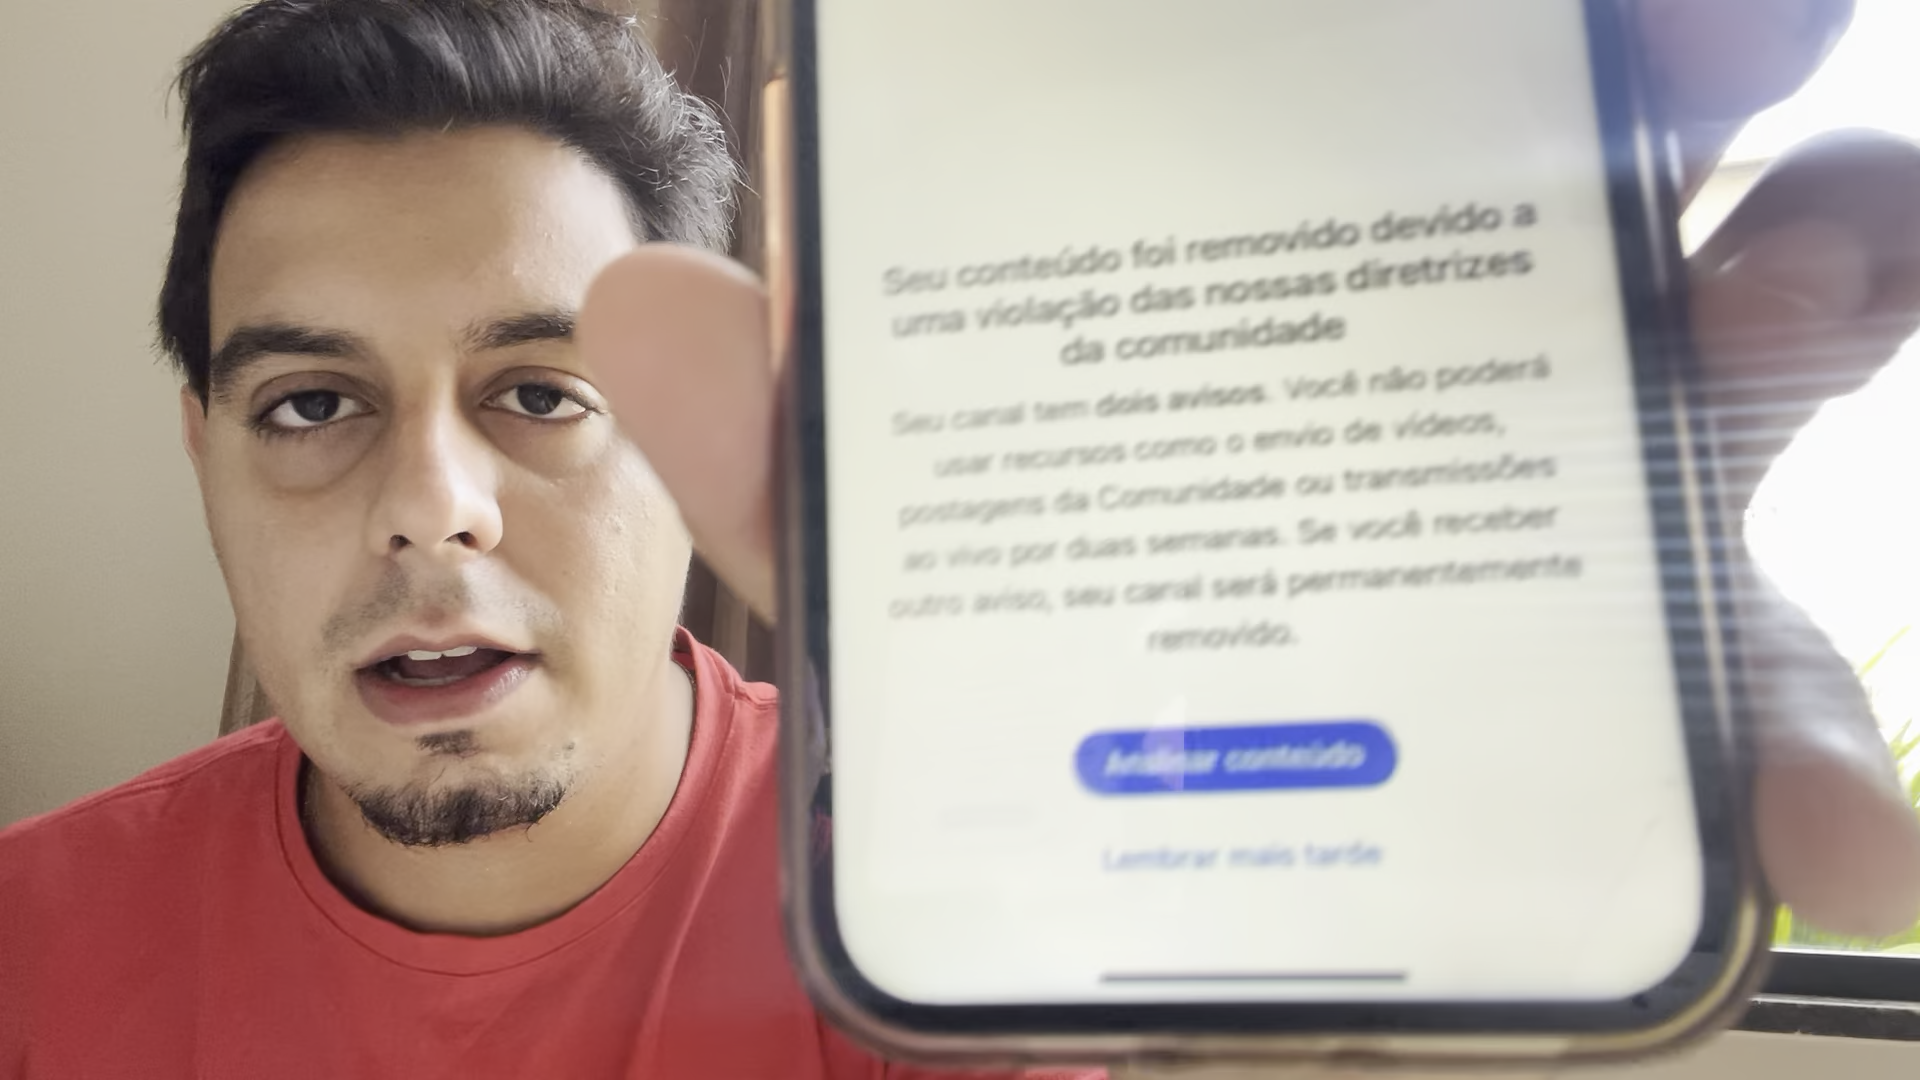 Seu conteúdo foi removido devido a
uma violação das nossas diretrizes
da comunidade
Seu canal tem dois avisos. Você não poderá
usar recursos como o envio de vídeos,
postagens da Comunidade ou transmissões
ao vivo por duas semanas. Se você receber
outro aviso, seu canal será permanentemente
removido.
Analisar conteúdo
Lembrar mais tarde